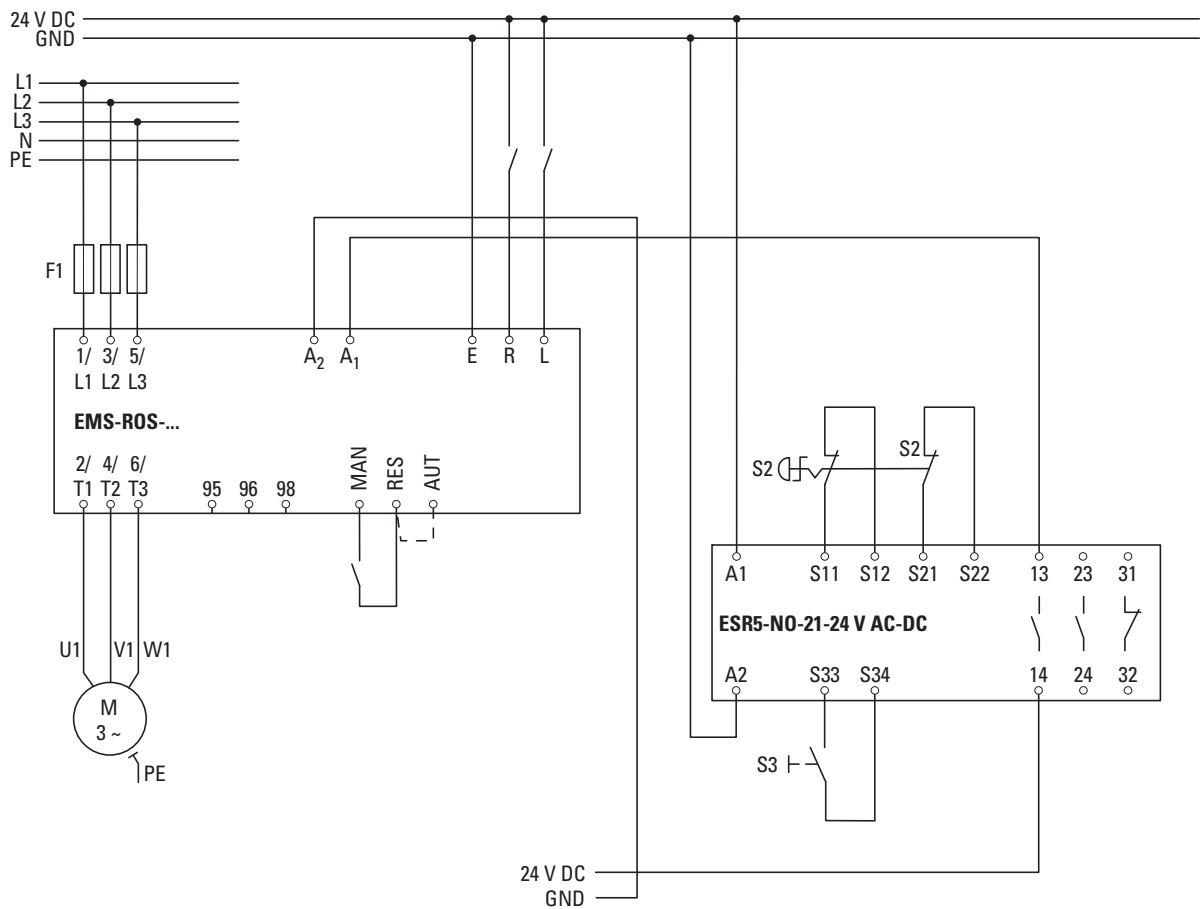 24 V DC
GND
L1
L2
L3
N
PE
F1
1/ 3/ 5/
L1 L2 L3
A2 A1 E R L
EMS-ROS-...
2/ 4/ 6/
T1 T2 T3
95 96 98
MAN RES AUT
U1 V1 W1
M
3 ~
PE
S2 S2
A1 S11 S12 S21 S22 13 23 31
ESR5-NO-21-24 V AC-DC
A2 S33 S34 14 24 32
S3
24 V DC
GND